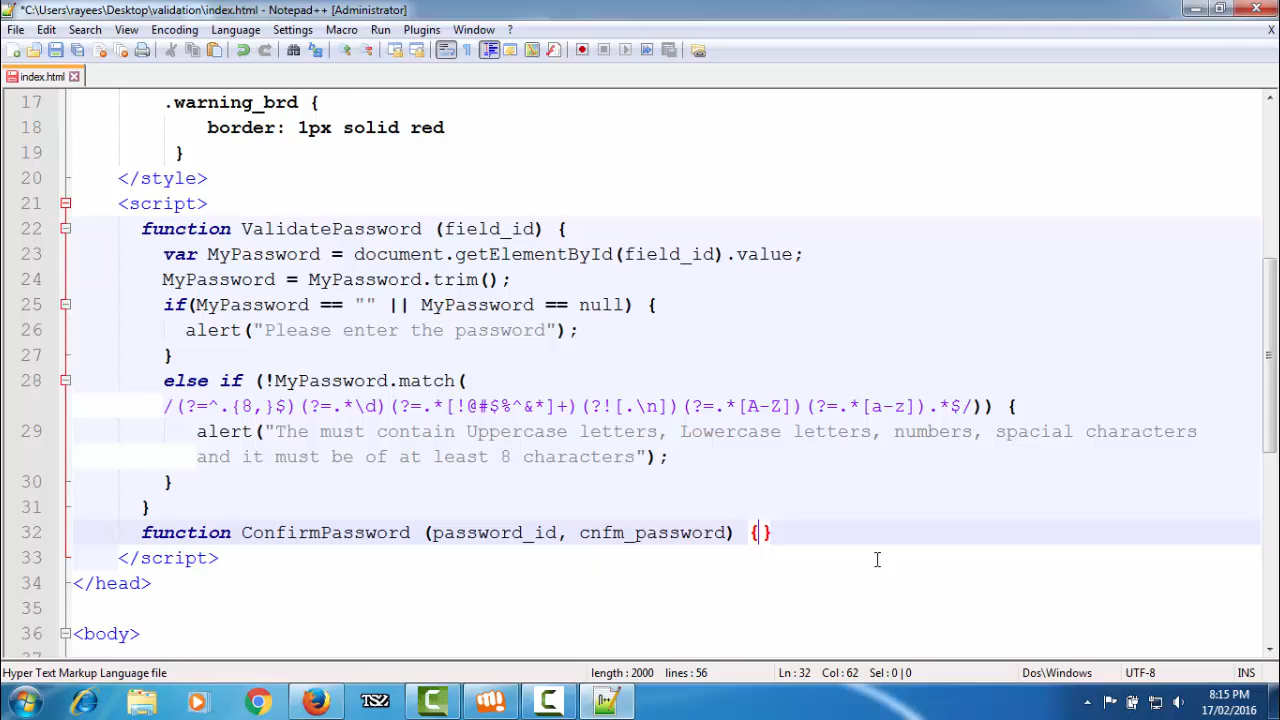 *C:\Users\rayees\Desktop\validation\index.html - Notepad++ [Administrator]
File Edit Search View Encoding Language Settings Macro Run Plugins Window ? X
index.html
17 .warning_brd {
18 border: 1px solid red
19 }
20 </style>
21 <script>
22 function ValidatePassword (field_id) {
23 var MyPassword = document.getElementById(field_id).value;
24 MyPassword = MyPassword.trim();
25 if(MyPassword == "" || MyPassword == null) {
26 alert("Please enter the password");
27 }
28 else if (!MyPassword.match(
/(?=^.{8,}$)(?=.*\d)(?=.*[!@#$%^&*]+)(?![.\n])(?=.*[A-Z])(?=.*[a-z]).*$/)) {
29 alert("The must contain Uppercase letters, Lowercase letters, numbers, spacial characters
and it must be of at least 8 characters");
30 }
31 }
32 function ConfirmPassword (password_id, cnfm_password) {}
33 </script>
34 </head>
35
36 <body>
Hyper Text Markup Language file length : 2000 lines : 56 Ln : 32 Col : 62 Sel : 0 | 0 Dos\Windows UTF-8 INS
TS2
8:15 PM
17/02/2016